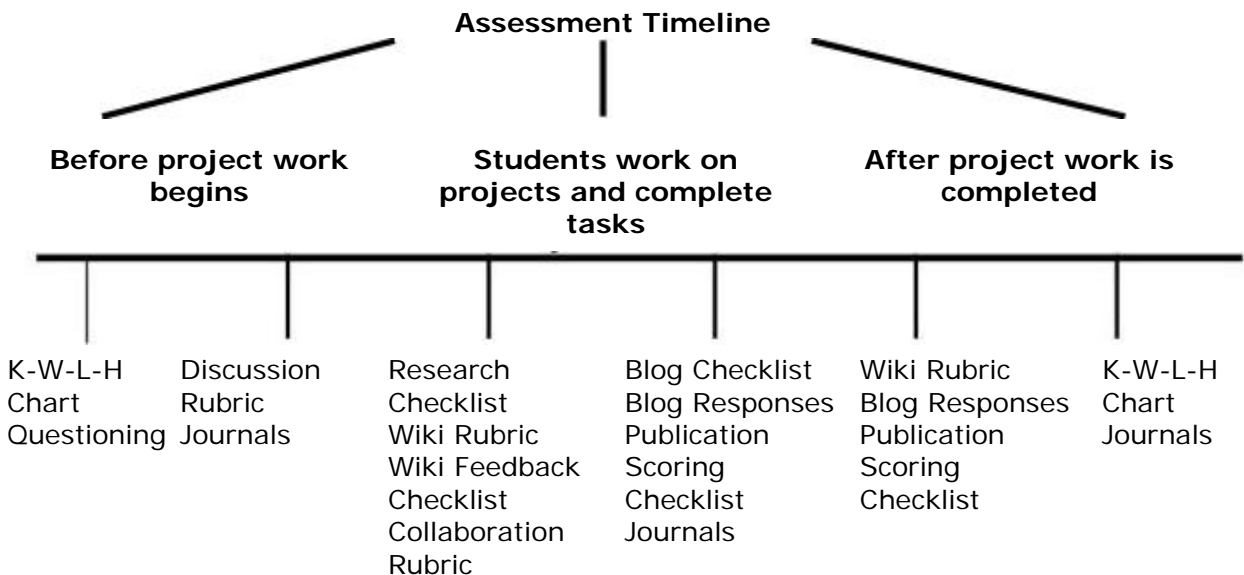 Assessment Timeline
Before project work
begins
Students work on
projects and complete
tasks
After project work is
completed
K-W-L-H
Chart
Questioning
Discussion
Rubric
Journals
Research
Checklist
Wiki Rubric
Wiki Feedback
Checklist
Collaboration
Rubric
Blog Checklist
Blog Responses
Publication
Scoring
Checklist
Journals
Wiki Rubric
Blog Responses
Publication
Scoring
Checklist
K-W-L-H
Chart
Journals